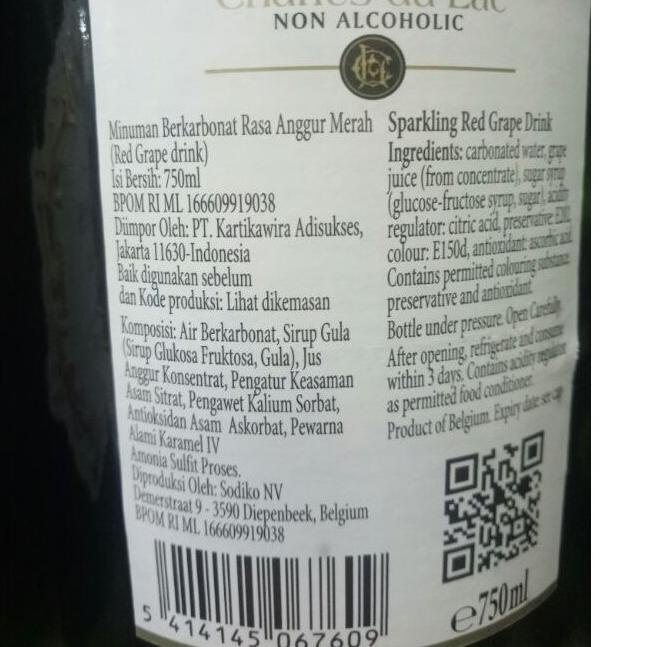 Charles du Lac
NON ALCOHOLIC
Minuman Berkarbonat Rasa Anggur Merah
(Red Grape drink)
Isi Bersih: 750ml
BPOM RI ML 166609919038
Diimpor Oleh: PT. Kartikawira Adisukses,
Jakarta 11630-Indonesia
Baik digunakan sebelum
dan Kode produksi: Lihat dikemasan
Komposisi: Air Berkarbonat, Sirup Gula
(Sirup Glukosa Fruktosa, Gula), Jus
Anggur Konsentrat, Pengatur Keasaman
Asam Sitrat, Pengawet Kalium Sorbat,
Antioksidan Asam Askorbat, Pewarna
Alami Karamel IV
Amonia Sulfit Proses.
Diproduksi Oleh: Sodiko NV
Demerstraat 9 - 3590 Diepenbeek, Belgium
BPOM RI ML 166609919038
5 414145 067609
Sparkling Red Grape Drink
Ingredients: carbonated water, grape
juice (from concentrate), sugar syrup
(glucose-fructose syrup, sugar), acidity
regulator: citric acid, preservative:
colour: E150d, antioxidant: ascorbic acid.
Contains permitted colouring substance,
preservative and antioxidant.
Bottle under pressure. Open Carefully.
After opening, refrigerate and consume
within 3 days. Contains acidity regulator
as permitted food conditioner.
Product of Belgium. Expiry date: see cap
e750ml